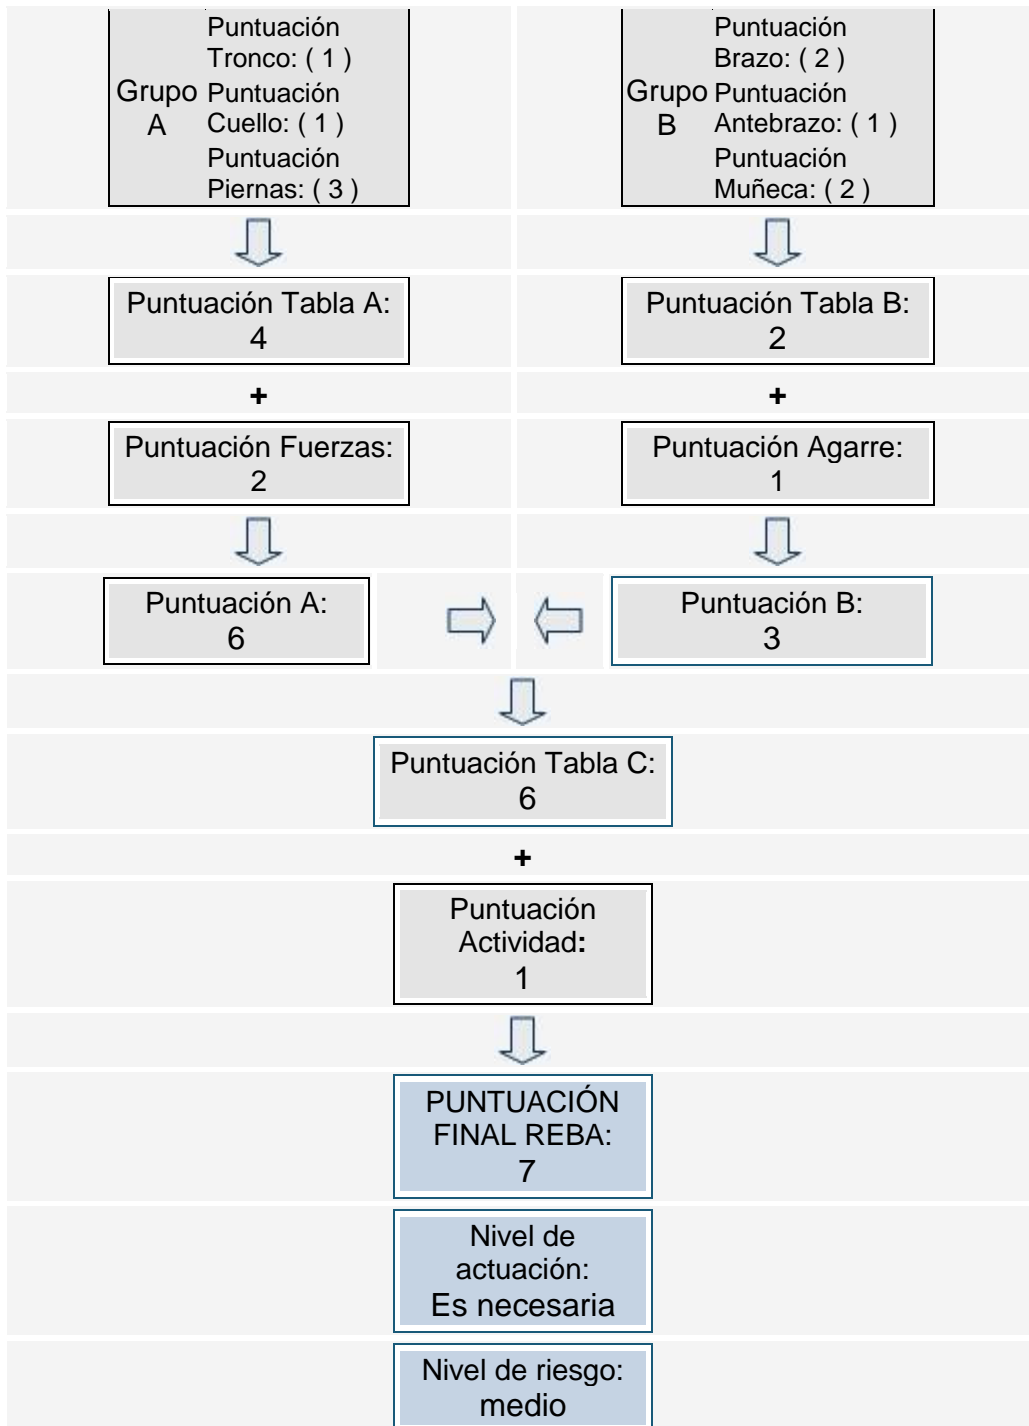 Grupo
A
Puntuación
Tronco: ( 1 )
Puntuación
Cuello: ( 1 )
Puntuación
Piernas: ( 3 )
Grupo
B
Puntuación
Brazo: ( 2 )
Puntuación
Antebrazo: ( 1 )
Puntuación
Muñeca: ( 2 )
Puntuación Tabla A:
4
Puntuación Tabla B:
2
+
+
Puntuación Fuerzas:
2
Puntuación Agarre:
1
Puntuación A:
6
Puntuación B:
3
Puntuación Tabla C:
6
+
Puntuación
Actividad:
1
PUNTUACIÓN
FINAL REBA:
7
Nivel de
actuación:
Es necesaria
Nivel de riesgo:
medio